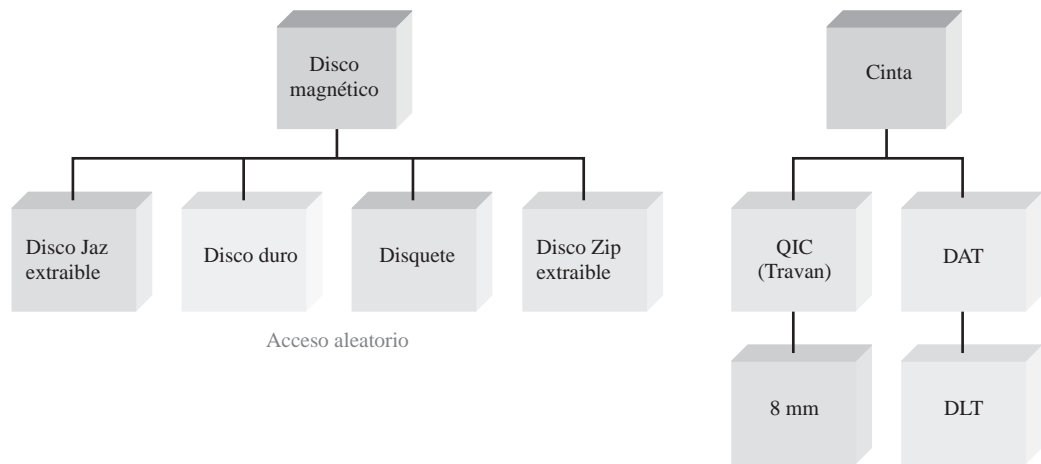 Disco
magnético
Cinta
Disco Jaz
extraible
Disco duro
Disquete
Disco Zip
extraible
QIC
(Travan)
DAT
Acceso aleatorio
8 mm
DLT